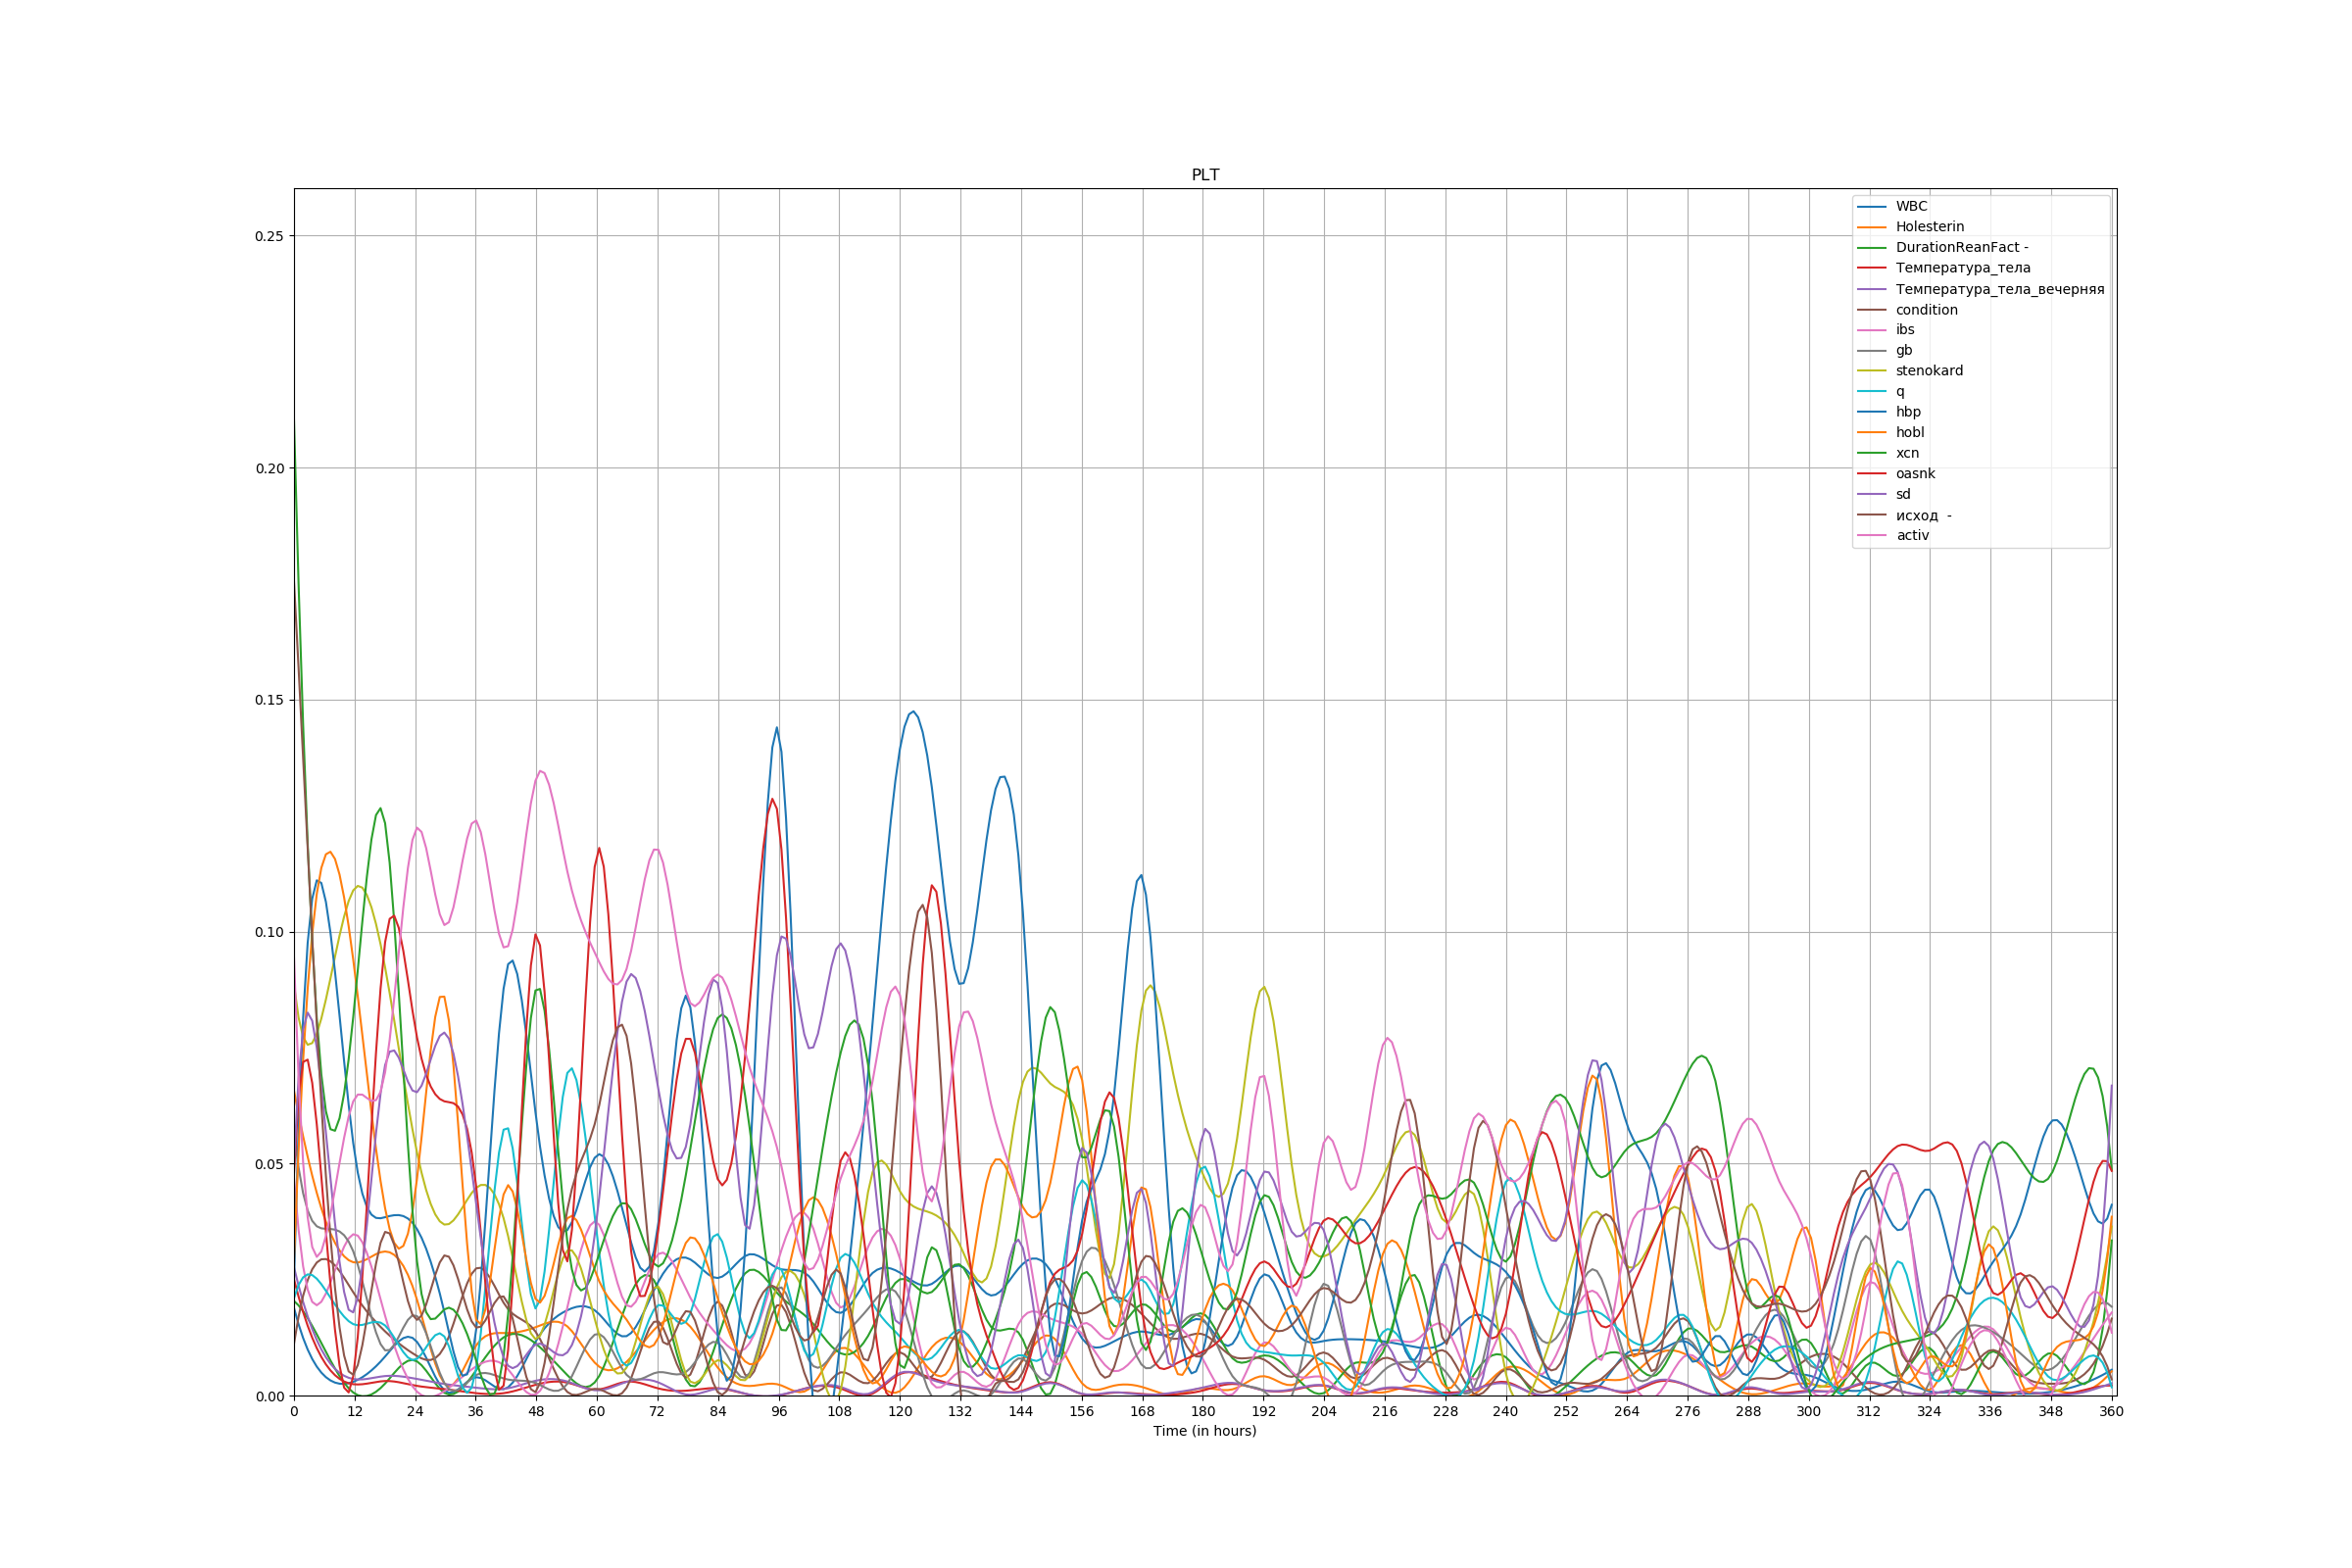 PLT
0.25
0.20
0.15
0.10
0.05
0.00
WBC
Holesterin
DurationReanFact -
Температура_тела
Температура_тела_вечерняя
condition
ibs
gb
stenokard
q
hbp
hobl
xcn
oasnk
sd
исход  -
activ
0 12 24 36 48 60 72 84 96 108 120 132 144 156 168 180 192 204 216 228 240 252 264 276 288 300 312 324 336 348 360
Time (in hours)